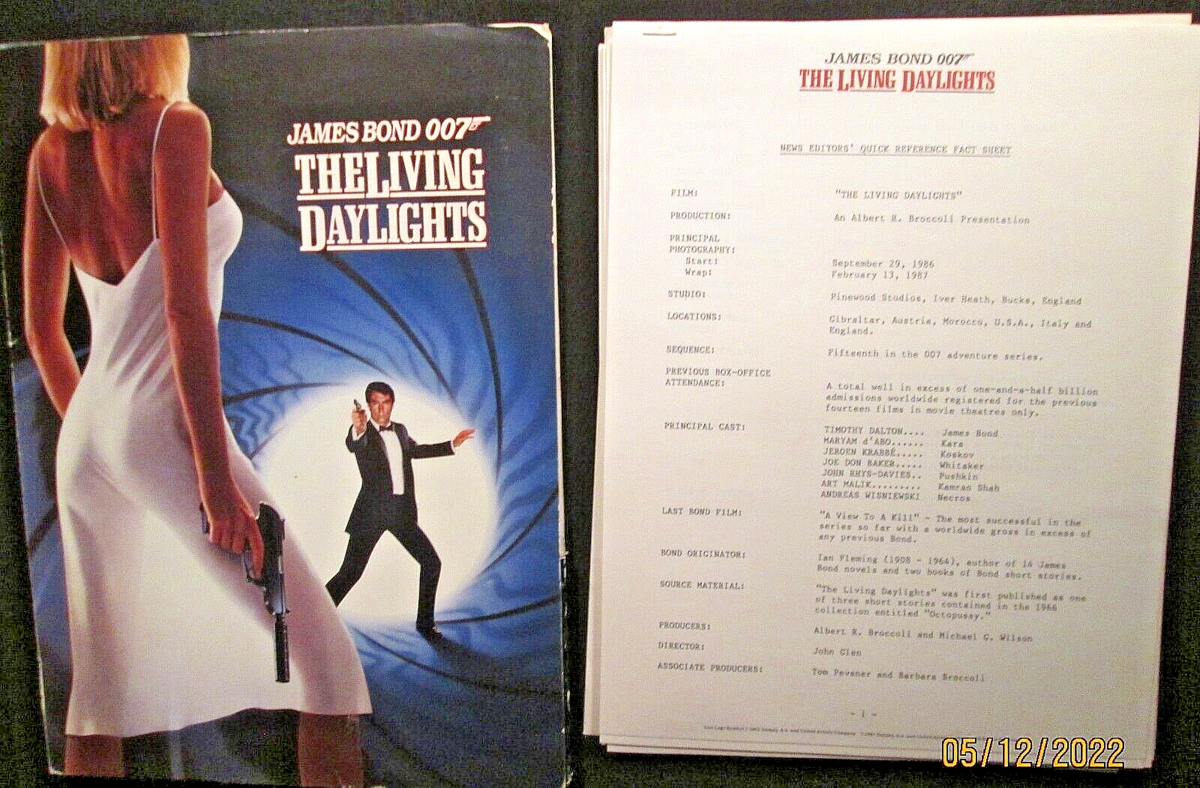 JAMES BOND 007
THE LIVING
DAYLIGHTS
JAMES BOND 007
THE LIVING DAYLIGHTS
NEWS EDITORS' QUICK REFERENCE FACT SHEET
FILM: "THE LIVING DAYLIGHTS"
PRODUCTION: An Albert R. Broccoli Presentation
PRINCIPAL
PHOTOGRAPHY:
Start: September 29, 1986
Wrap: February 13, 1987
STUDIO: Pinewood Studios, Iver Heath, Bucks, England
LOCATIONS: Gibraltar, Austria, Morocco, U.S.A., Italy and
England.
SEQUENCE: Fifteenth in the 007 adventure series.
PREVIOUS BOX-OFFICE
ATTENDANCE: A total well in excess of one-and-a-half billion
admissions worldwide registered for the previous
fourteen films in movie theatres only.
PRINCIPAL CAST: TIMOTHY DALTON.... James Bond
MARYAM d'ABO...... Kara
JEROEN KRABBÉ..... Koskov
JOE DON BAKER..... Whitaker
JOHN RHYS-DAVIES.. Pushkin
ART MALIK......... Kamran Shah
ANDREAS WISNIEWSKI Necros
LAST BOND FILM: "A View To A Kill" - The most successful in the
series so far with a worldwide gross in excess of
any previous Bond.
BOND ORIGINATOR: Ian Fleming (1908 - 1964), author of 14 James
Bond novels and two books of Bond short stories.
SOURCE MATERIAL: "The Living Daylights" was first published as one
of three short stories contained in the 1966
collection entitled "Octopussy."
PRODUCERS: Albert R. Broccoli and Michael G. Wilson
DIRECTOR: John Glen
ASSOCIATE PRODUCERS: Tom Pevsner and Barbara Broccoli
- i -
05/12/2022